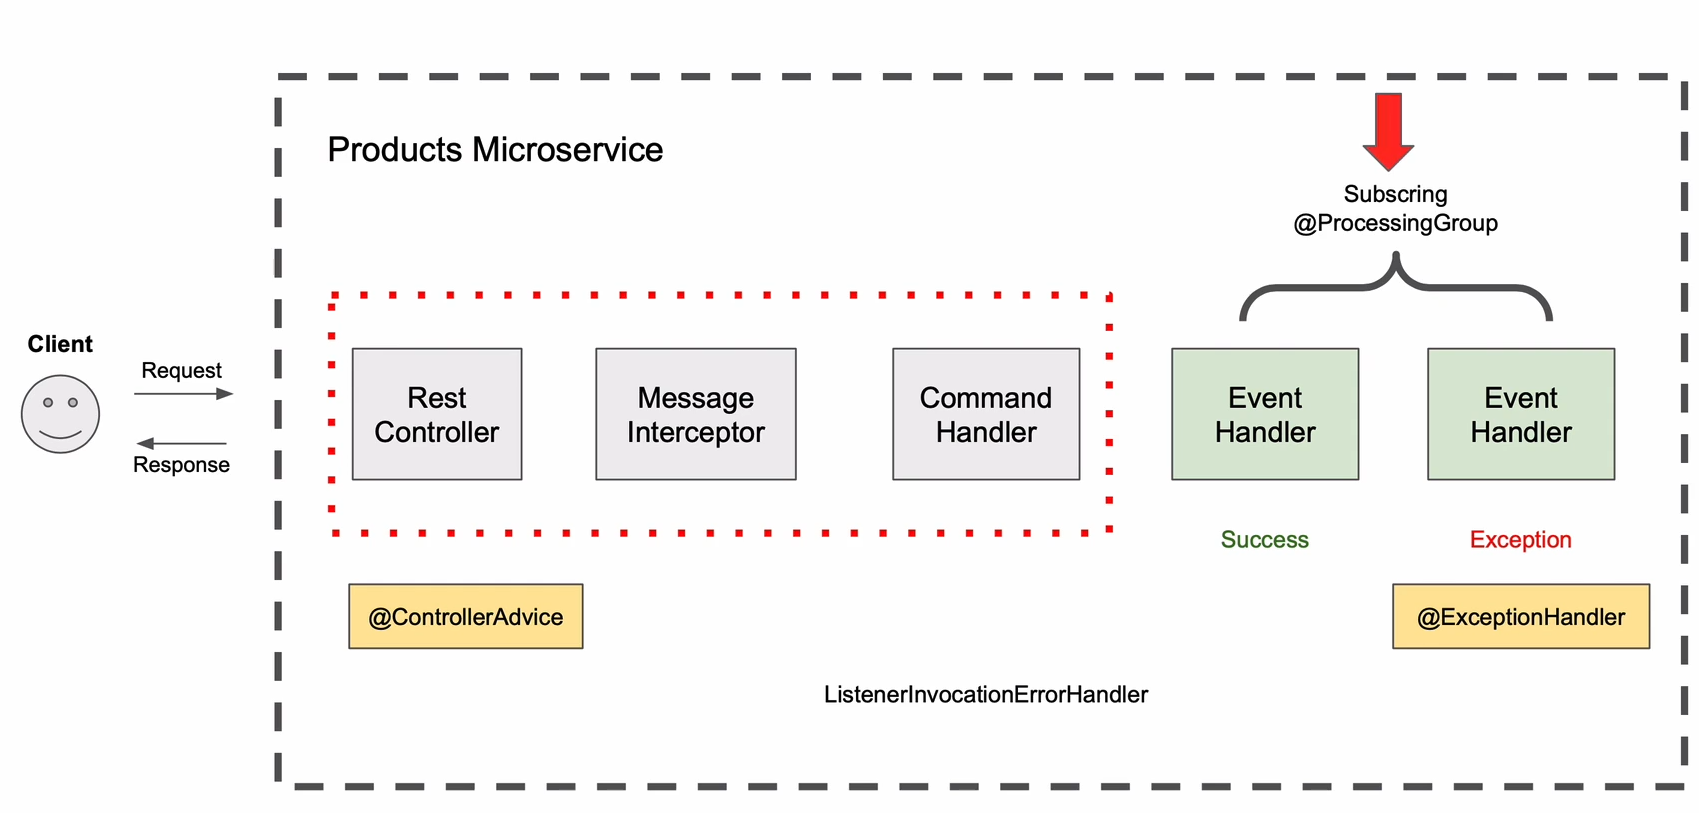 Products Microservice
Subscring
@ProcessingGroup
Client
Request
Response
Rest
Controller
Message
Interceptor
Command
Handler
Event
Handler
Event
Handler
Success
Exception
@ControllerAdvice
@ExceptionHandler
ListenerInvocationErrorHandler